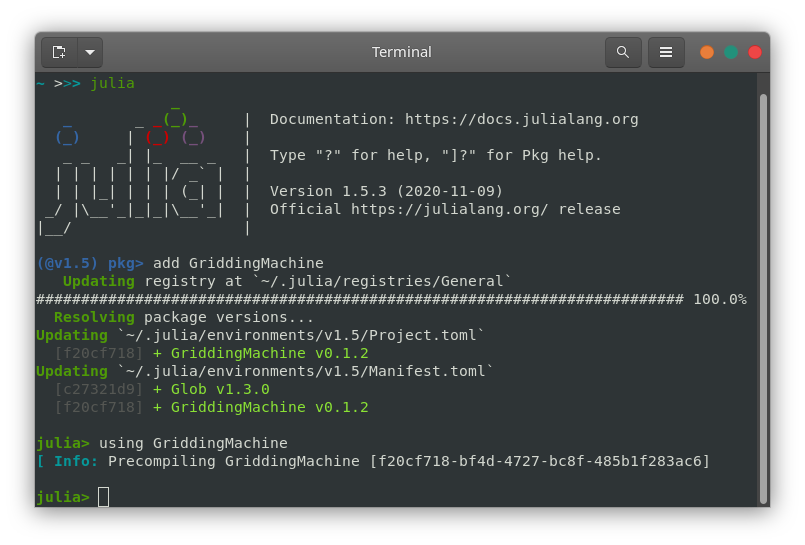 Terminal
~ >>> julia
               _
   _       _ _(_)_     |  Documentation: https://docs.julialang.org
  (_)     | (_) (_)    |
   _ _   _| |_  __ _   |  Type "?" for help, "]?" for Pkg help.
  | | | | | | |/ _` |  |
  | | |_| | | | (_| |  |  Version 1.5.3 (2020-11-09)
 _/ |\__'_|_|_|\__'_|  |  Official https://julialang.org/ release
|__/                   |
(@v1.5) pkg> add GriddingMachine
   Updating registry at `~/.julia/registries/General`
######################################################################## 100.0%
  Resolving package versions...
Updating `~/.julia/environments/v1.5/Project.toml`
  [f20cf718] + GriddingMachine v0.1.2
Updating `~/.julia/environments/v1.5/Manifest.toml`
  [c27321d9] + Glob v1.3.0
  [f20cf718] + GriddingMachine v0.1.2
julia> using GriddingMachine
[ Info: Precompiling GriddingMachine [f20cf718-bf4d-4727-bc8f-485b1f283ac6]
julia>